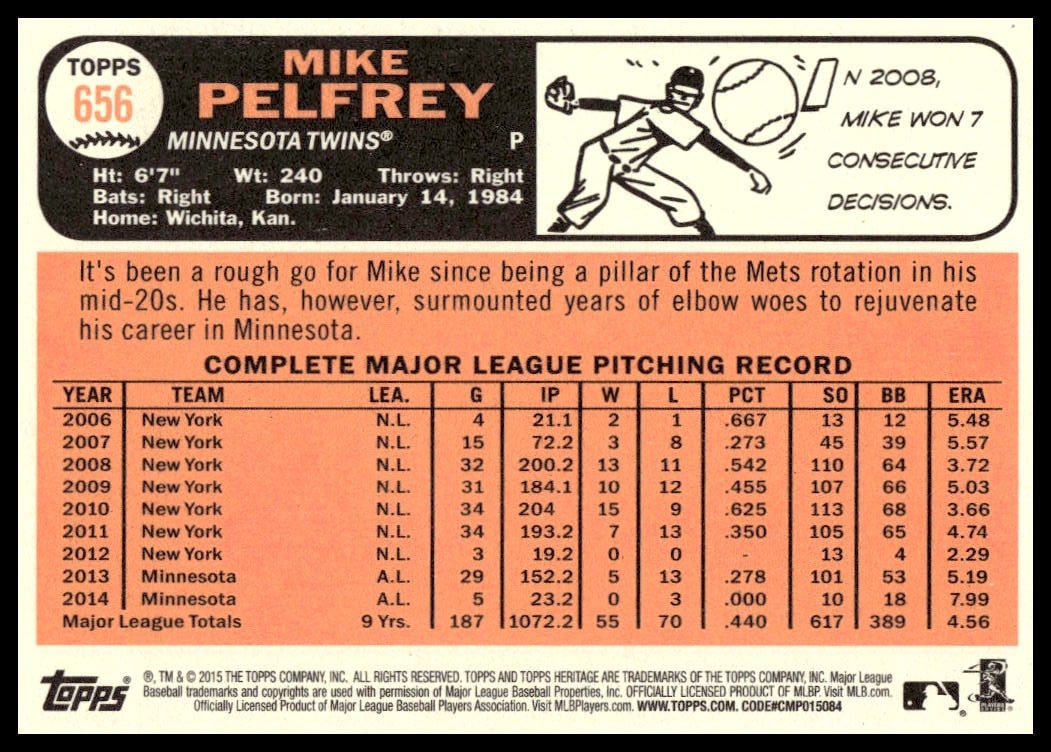 TOPPS
656
MIKE
PELFREY
MINNESOTA TWINS® P
Ht: 6'7" Wt: 240 Throws: Right
Bats: Right Born: January 14, 1984
Home: Wichita, Kan.
IN 2008,
MIKE WON 7
CONSECUTIVE
DECISIONS.
It's been a rough go for Mike since being a pillar of the Mets rotation in his
mid-20s. He has, however, surmounted years of elbow woes to rejuvenate
his career in Minnesota.
COMPLETE MAJOR LEAGUE PITCHING RECORD
YEAR TEAM LEA. G IP W L PCT SO BB ERA
2006 New York N.L. 4 21.1 2 1 .667 13 12 5.48
2007 New York N.L. 15 72.2 3 8 .273 45 39 5.57
2008 New York N.L. 32 200.2 13 11 .542 110 64 3.72
2009 New York N.L. 31 184.1 10 12 .455 107 66 5.03
2010 New York N.L. 34 204 15 9 .625 113 68 3.66
2011 New York N.L. 34 193.2 7 13 .350 105 65 4.74
2012 New York N.L. 3 19.2 0 0 - 13 4 2.29
2013 Minnesota A.L. 29 152.2 5 13 .278 101 53 5.19
2014 Minnesota A.L. 5 23.2 0 3 .000 10 18 7.99
Major League Totals 9 Yrs. 187 1072.2 55 70 .440 617 389 4.56
topps®
®, TM & © 2015 THE TOPPS COMPANY, INC. ALL RIGHTS RESERVED. TOPPS AND TOPPS HERITAGE ARE TRADEMARKS OF THE TOPPS COMPANY, INC. Major League
Baseball trademarks and copyrights are used with permission of Major League Baseball Properties, Inc. OFFICIALLY LICENSED PRODUCT OF MLBP. Visit MLB.com.
Officially Licensed Product of Major League Baseball Players Association. Visit MLBPlayers.com. WWW.TOPPS.COM. CODE#CMP015084
PLAYERS
CHOICE